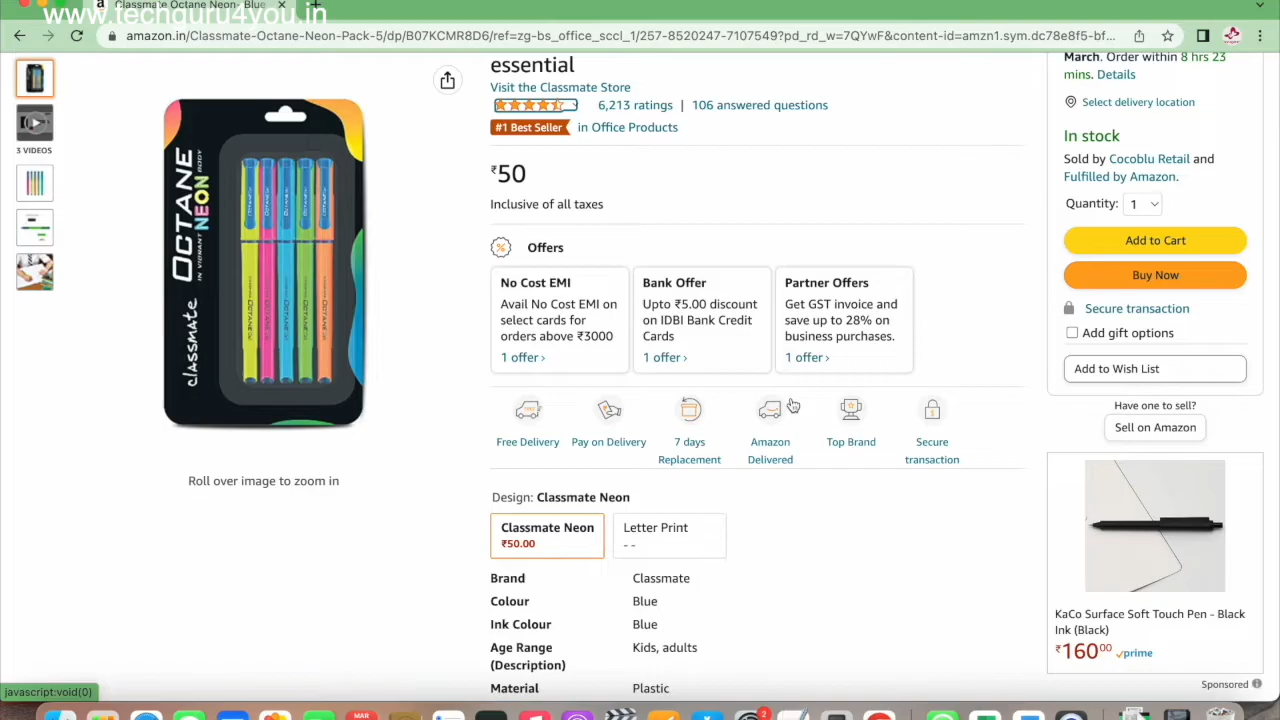 Classmate Octane Neon- Blue
www.techguru4you.in
amazon.in/Classmate-Octane-Neon-Pack-5/dp/B07KCMR8D6/ref=zg-bs_office_sccl_1/257-8520247-7107549?pd_rd_w=7QYwF&content-id=amzn1.sym.dc78e8f5-bf...
3 VIDEOS
classmate OCTANE NEON
IN VIBRANT BODY
Roll over image to zoom in
essential
Visit the Classmate Store
6,213 ratings | 106 answered questions
#1 Best Seller in Office Products
₹50
Inclusive of all taxes
Offers
No Cost EMI
Avail No Cost EMI on
select cards for
orders above ₹3000
1 offer ›
Bank Offer
Upto ₹5.00 discount
on IDBI Bank Credit
Cards
1 offer ›
Partner Offers
Get GST invoice and
save up to 28% on
business purchases.
1 offer ›
Free Delivery
Pay on Delivery
7 days
Replacement
Amazon
Delivered
Top Brand
Secure
transaction
Design: Classmate Neon
Classmate Neon
₹50.00
Letter Print
- -
Brand Classmate
Colour Blue
Ink Colour Blue
Age Range Kids, adults
(Description)
Material Plastic
March. Order within 8 hrs 23
mins. Details
Select delivery location
In stock
Sold by Cocoblu Retail and
Fulfilled by Amazon.
Quantity: 1
Add to Cart
Buy Now
Secure transaction
Add gift options
Add to Wish List
Have one to sell?
Sell on Amazon
KaCo Surface Soft Touch Pen - Black
Ink (Black)
₹160⁰⁰ prime
Sponsored
javascript:void(0)
MAR
2